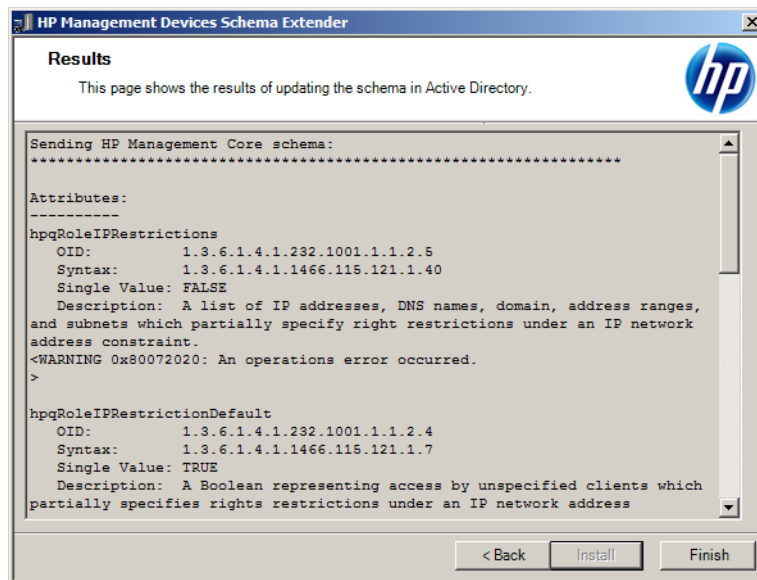 HP Management Devices Schema Extender
Results
This page shows the results of updating the schema in Active Directory.
hp
Sending HP Management Core schema:
******************************************************************
Attributes:
----------
hpqRoleIPRestrictions
OID: 1.3.6.1.4.1.232.1001.1.1.2.5
Syntax: 1.3.6.1.4.1.1466.115.121.1.40
Single Value: FALSE
Description: A list of IP addresses, DNS names, domain, address ranges,
and subnets which partially specify right restrictions under an IP network
address constraint.
<WARNING 0x80072020: An operations error occurred.
>
hpqRoleIPRestrictionDefault
OID: 1.3.6.1.4.1.232.1001.1.1.2.4
Syntax: 1.3.6.1.4.1.1466.115.121.1.7
Single Value: TRUE
Description: A Boolean representing access by unspecified clients which
partially specifies rights restrictions under an IP network address
< Back Install Finish